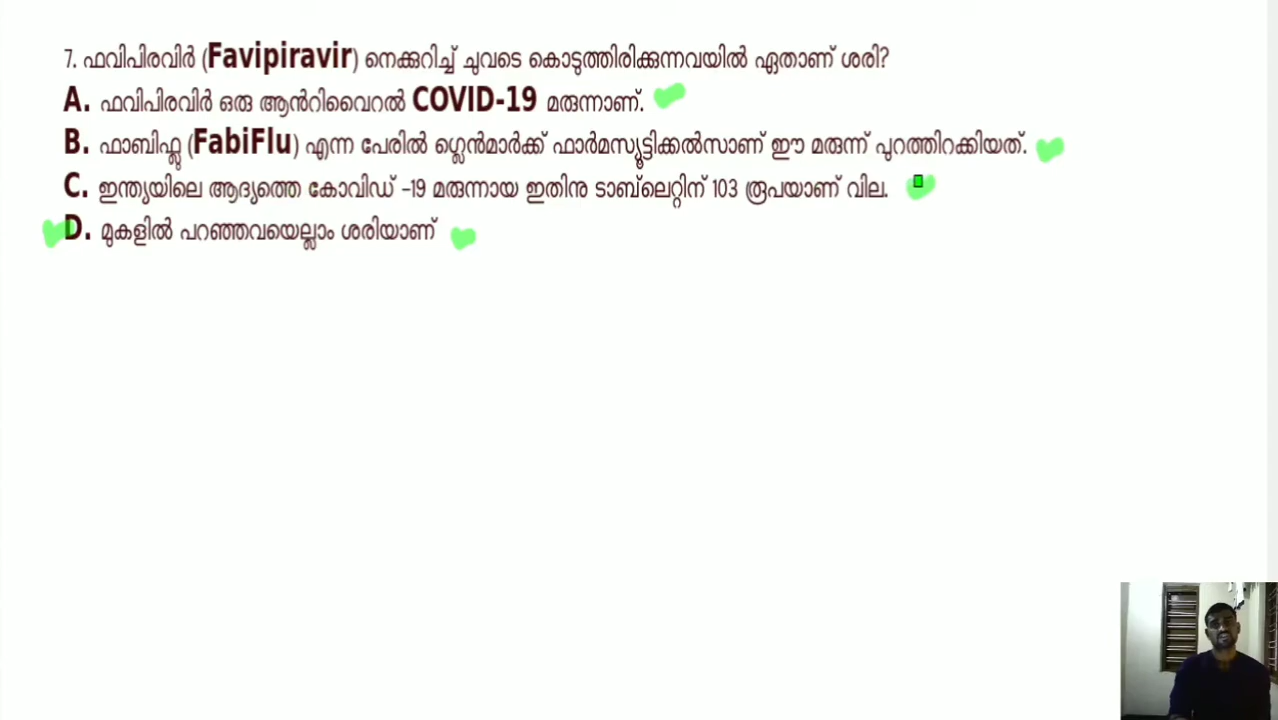 7. ഫവിപിരവിർ (Favipiravir) നെക്കുറിച്ച് ചുവടെ കൊടുത്തിരിക്കുന്നവയിൽ ഏതാണ് ശരി?
A. ഫവിപിരവിർ ഒരു ആൻറിവൈറൽ COVID-19 മരുന്നാണ്.
B. ഫാബിഫ്ലൂ (FabiFlu) എന്ന പേരിൽ ഗ്ലെൻമാർക്ക് ഫാർമസ്യൂട്ടിക്കൽസാണ് ഈ മരുന്ന് പുറത്തിറക്കിയത്.
C. ഇന്ത്യയിലെ ആദ്യത്തെ കോവിഡ് –19 മരുന്നായ ഇതിനു ടാബ്‌ലെറ്റിന് 103 രൂപയാണ് വില.
D. മുകളിൽ പറഞ്ഞവയെല്ലാം ശരിയാണ്